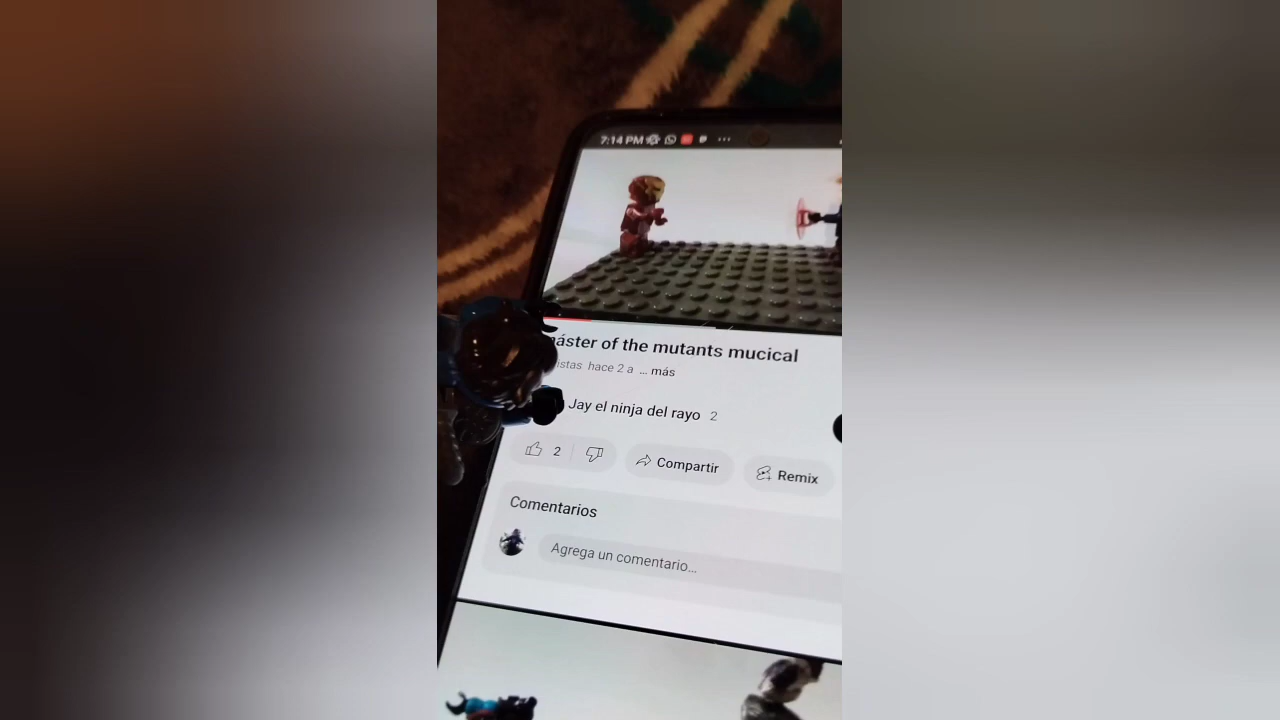 7:14 PM
máster of the mutants mucical
istas hace 2 a ... más
Jay el ninja del rayo 2
2
Compartir
Remix
Comentarios
Agrega un comentario...